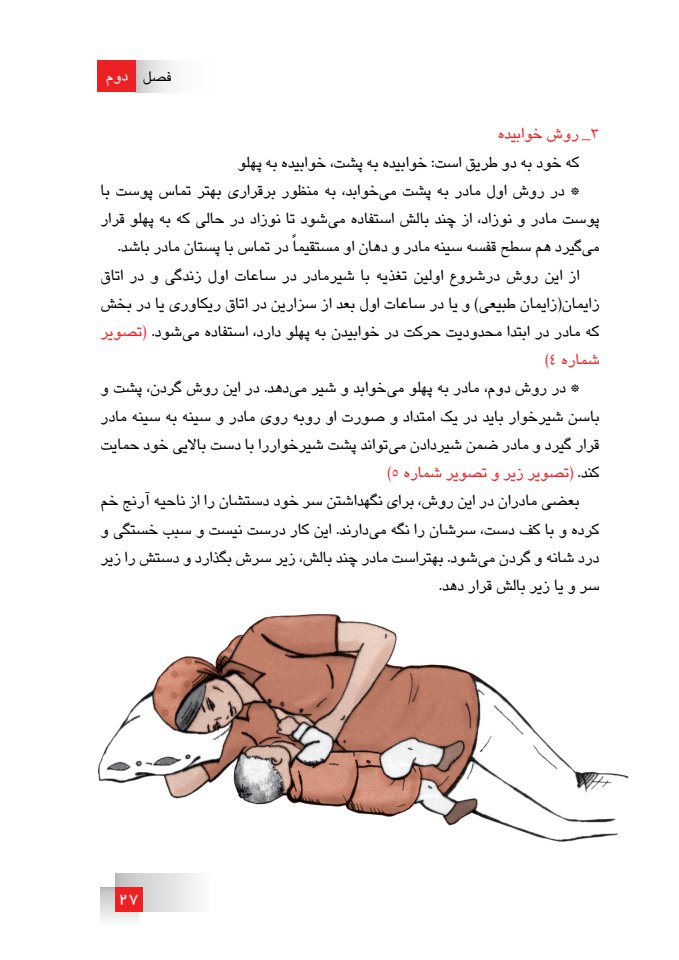 فصل دوم
۳_ روش خوابیده
که خود به دو طریق است: خوابیده به پشت، خوابیده به پهلو
* در روش اول مادر به پشت می‌خوابد، به منظور برقراری بهتر تماس پوست با
پوست مادر و نوزاد، از چند بالش استفاده می‌شود تا نوزاد در حالی که به پهلو قرار
می‌گیرد هم سطح قفسه سینه مادر و دهان او مستقیماً در تماس با پستان مادر باشد.
از این روش درشروع اولین تغذیه با شیرمادر در ساعات اول زندگی و در اتاق
زایمان(زایمان طبیعی) و یا در ساعات اول بعد از سزارین در اتاق ریکاوری یا در بخش
که مادر در ابتدا محدودیت حرکت در خوابیدن به پهلو دارد، استفاده می‌شود. (تصویر
شماره ٤)
* در روش دوم، مادر به پهلو می‌خوابد و شیر می‌دهد. در این روش گردن، پشت و
باسن شیرخوار باید در یک امتداد و صورت او روبه روی مادر و سینه به سینه مادر
قرار گیرد و مادر ضمن شیردادن می‌تواند پشت شیرخواررا با دست بالایی خود حمایت
کند. (تصویر زیر و تصویر شماره ٥)
بعضی مادران در این روش، برای نگهداشتن سر خود دستشان را از ناحیه آرنج خم
کرده و با کف دست، سرشان را نگه می‌دارند. این کار درست نیست و سبب خستگی و
درد شانه و گردن می‌شود. بهتراست مادر چند بالش، زیر سرش بگذارد و دستش را زیر
سر و یا زیر بالش قرار دهد.
۲۷